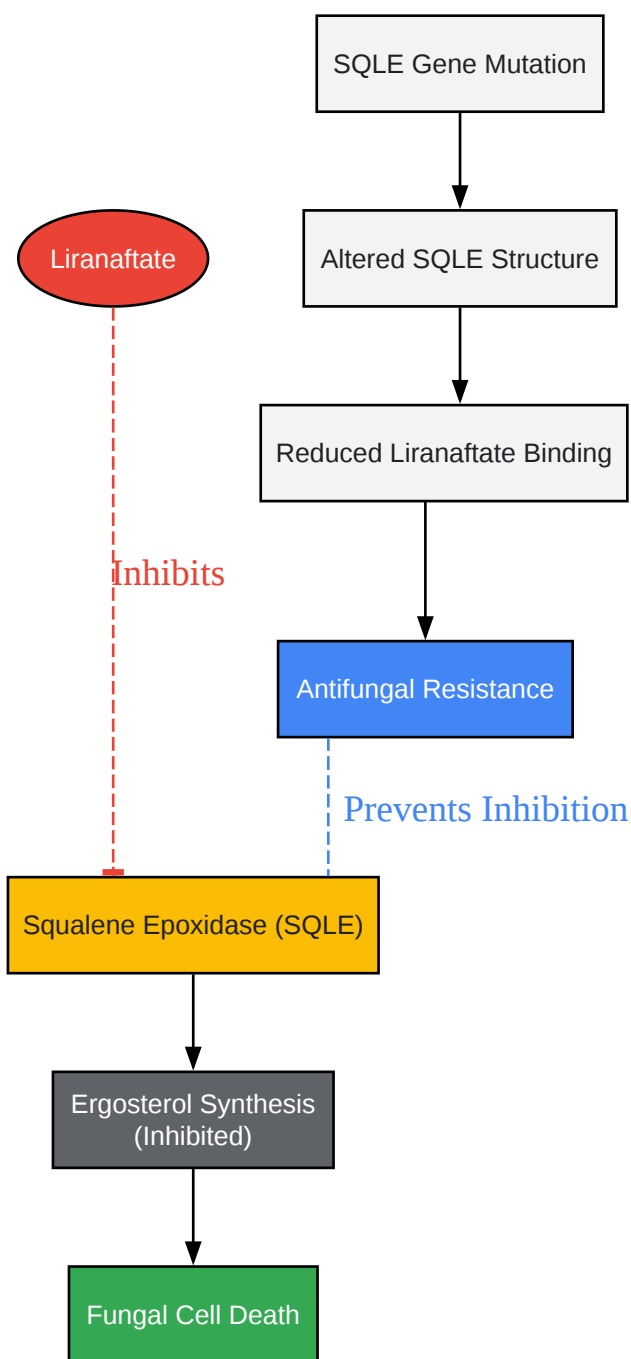 SQLE Gene Mutation
Liranaftate
Altered SQLE Structure
Reduced Liranaftate Binding
Inhibits
Antifungal Resistance
Prevents Inhibition
Squalene Epoxidase (SQLE)
Ergosterol Synthesis
(Inhibited)
Fungal Cell Death